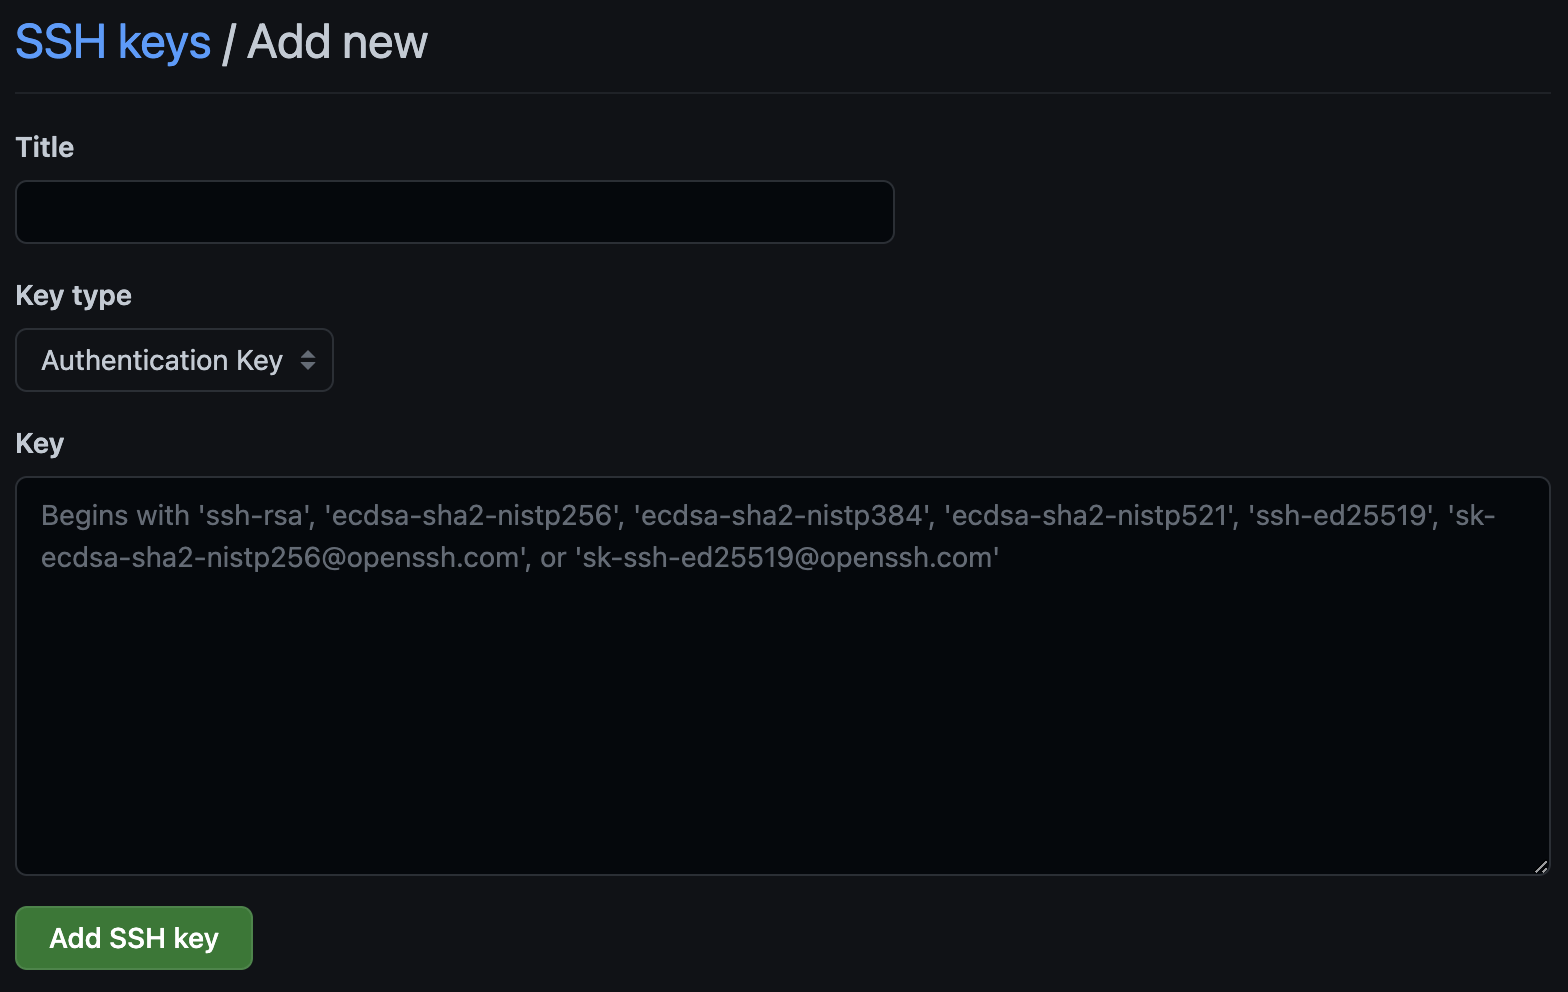 SSH keys / Add new
Title
Key type
Authentication Key
Key
Begins with 'ssh-rsa', 'ecdsa-sha2-nistp256', 'ecdsa-sha2-nistp384', 'ecdsa-sha2-nistp521', 'ssh-ed25519', 'sk-
ecdsa-sha2-nistp256@openssh.com', or 'sk-ssh-ed25519@openssh.com'
Add SSH key